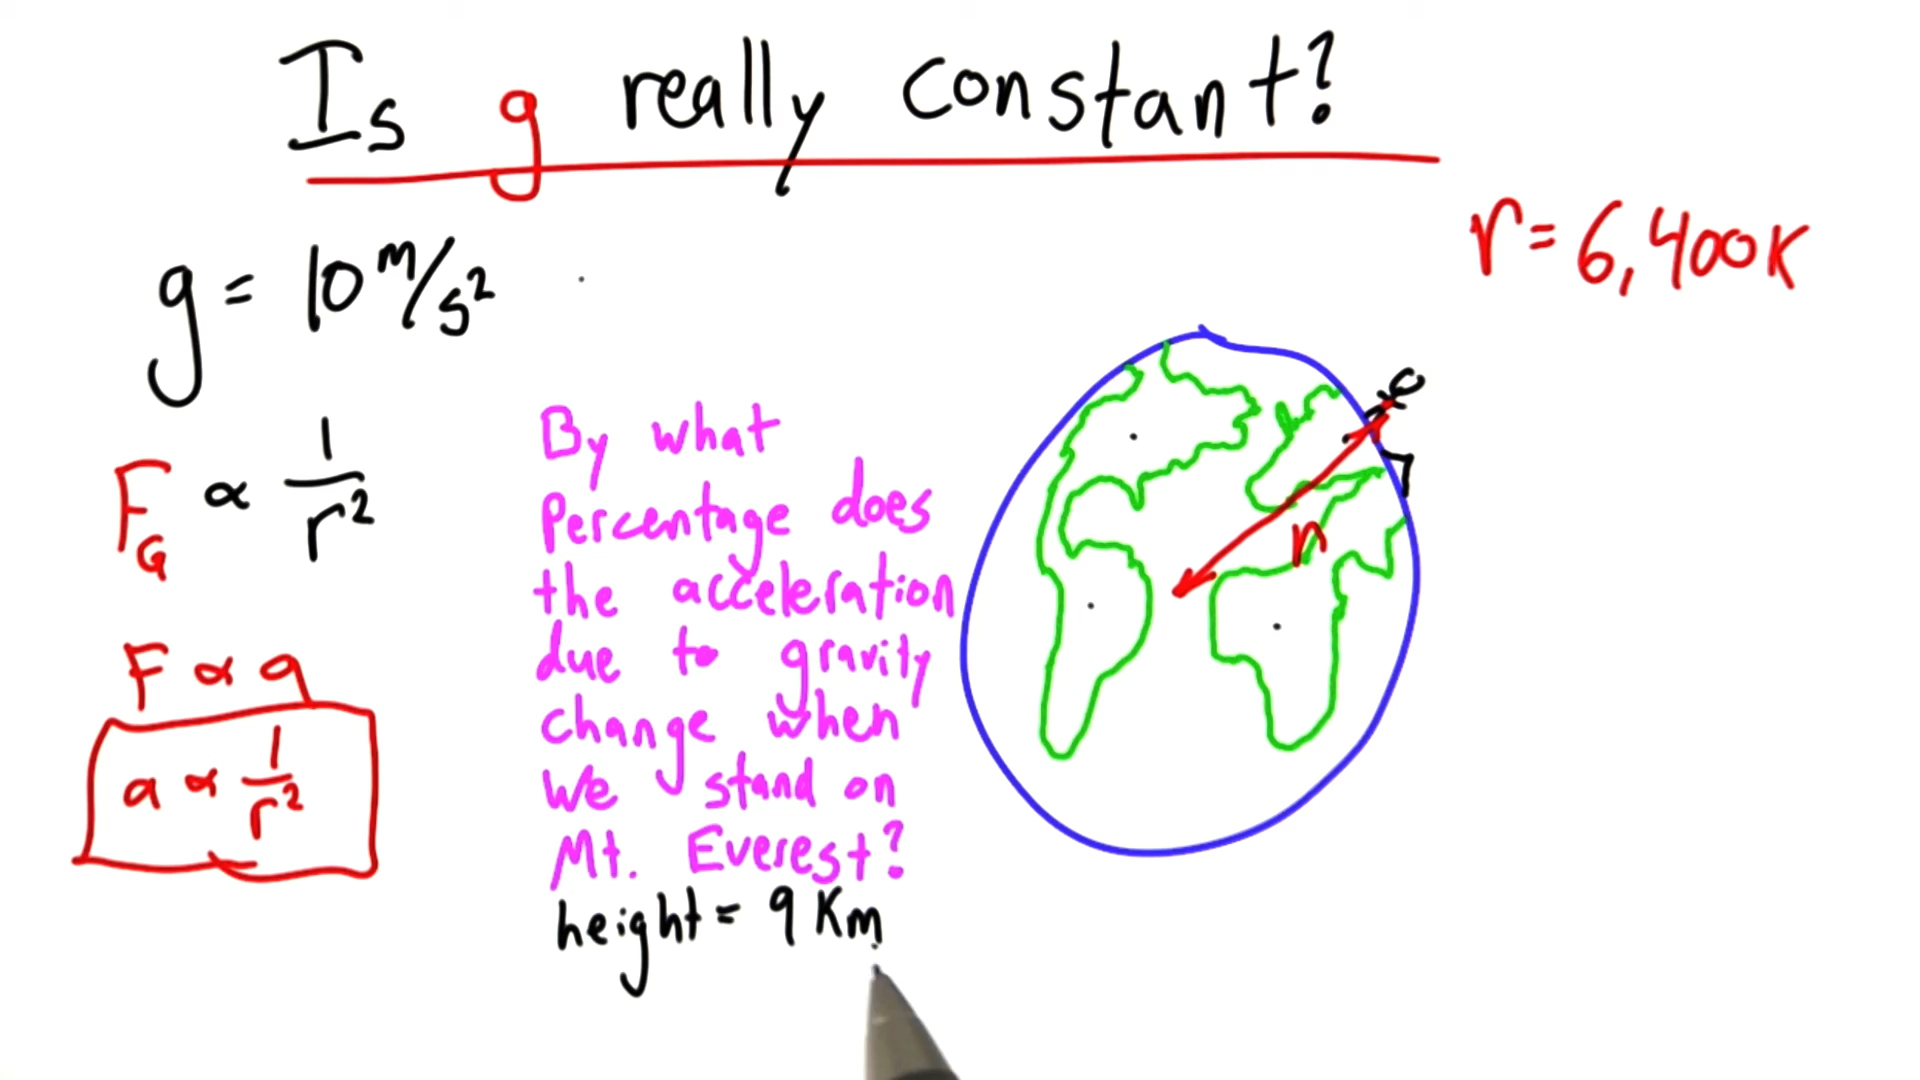 Is g really constant?
r = 6,400K
g = 10 m/s²
F_G ∝ 1/r²
r
By what
Percentage does
the acceleration
due to gravity
change when
we stand on
Mt. Everest?
height = 9 Km
F ∝ a
a ∝ 1/r²